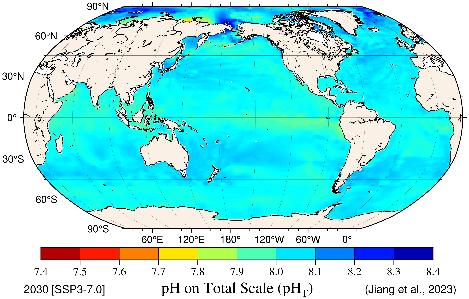 90°N
60°N
30°N
0°
30°S
60°S
90°S
60°E 120°E 180° 120°W 60°W 0°
7.4 7.5 7.6 7.7 7.8 7.9 8.0 8.1 8.2 8.3 8.4
2030 [SSP3-7.0] pH on Total Scale (pHT) (Jiang et al., 2023)